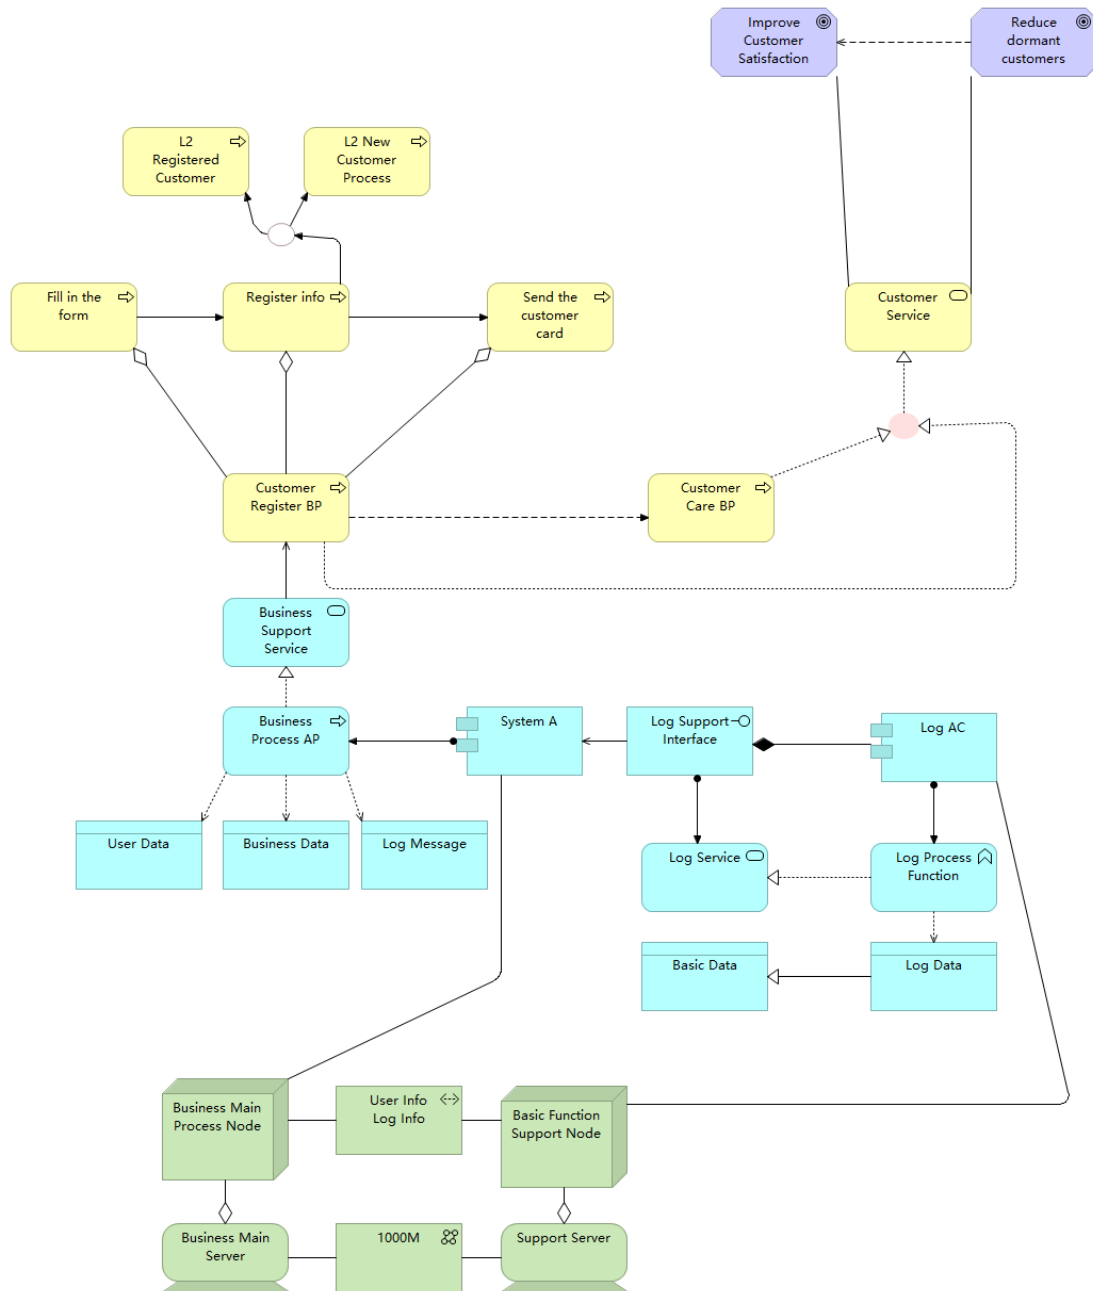 Improve
Customer
Satisfaction
Reduce
dormant
customers
L2
Registered
Customer
L2 New
Customer
Process
Fill in the
form
Register info
Send the
customer
card
Customer
Service
Customer
Register BP
Customer
Care BP
Business
Support
Service
Business
Process AP
System A
Log Support
Interface
Log AC
User Data
Business Data
Log Message
Log Service
Log Process
Function
Basic Data
Log Data
Business Main
Process Node
User Info
Log Info
Basic Function
Support Node
Business Main
Server
1000M
Support Server